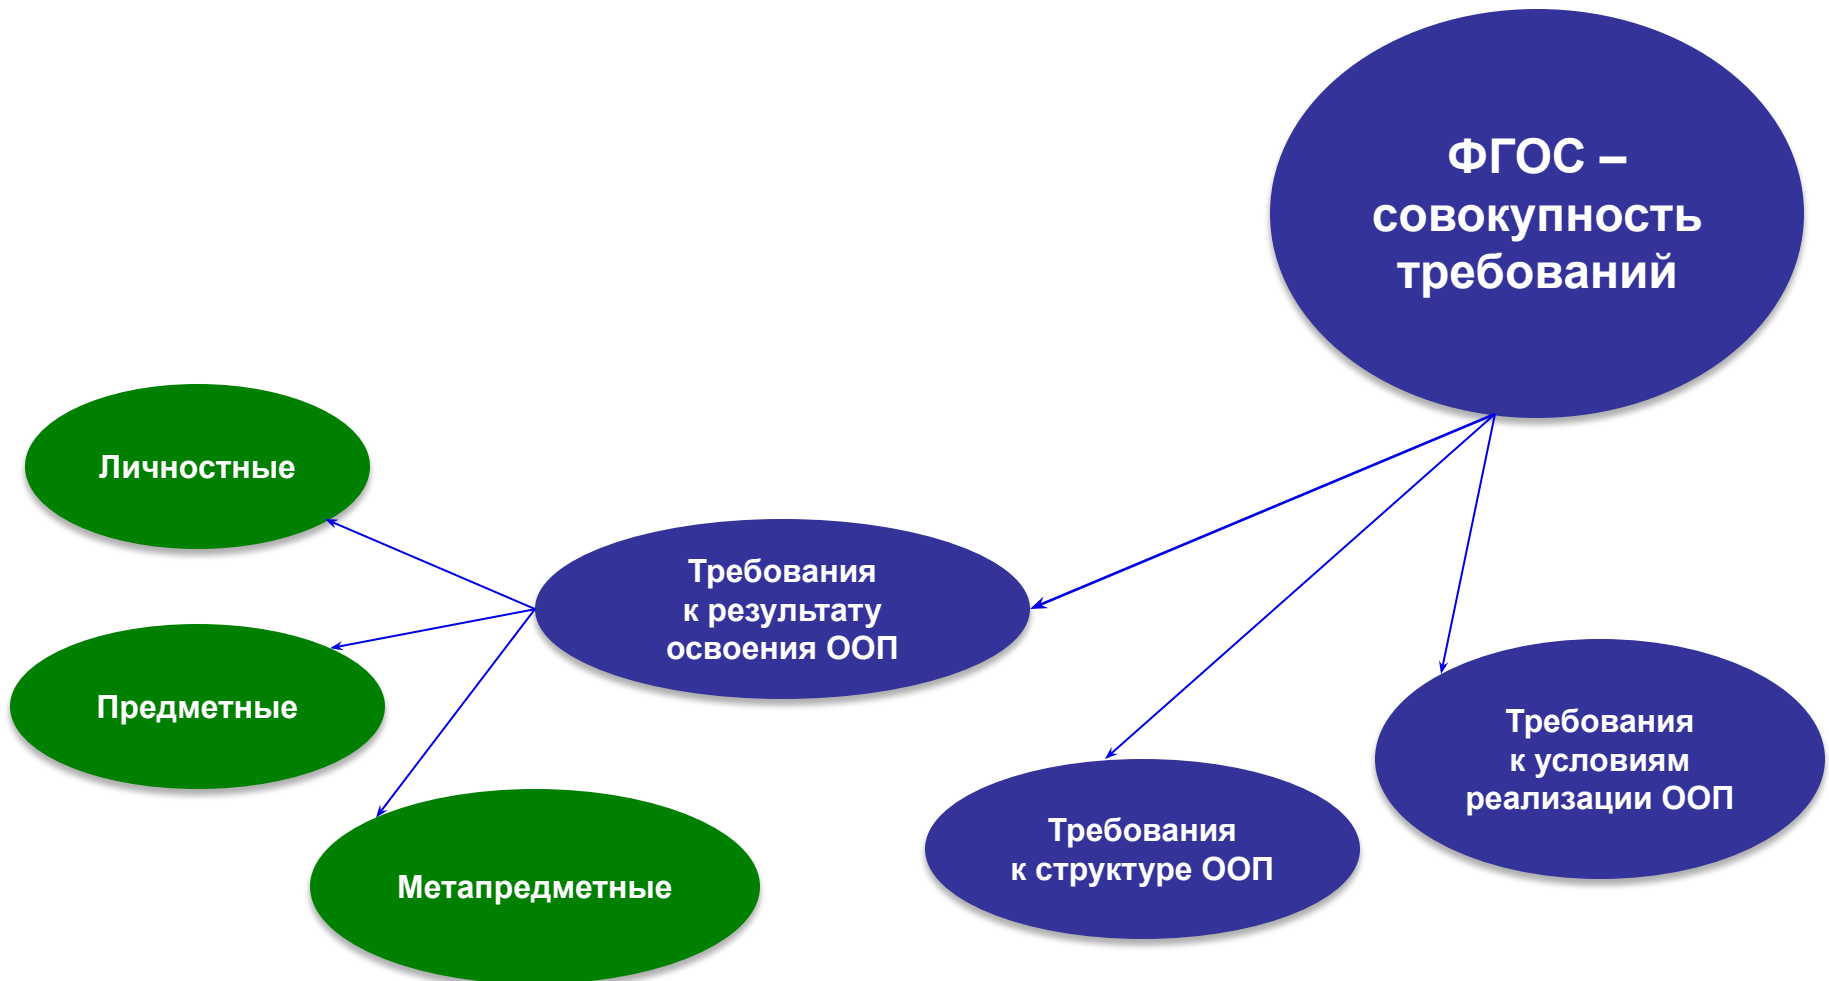 ФГОС –
совокупность
требований
Личностные
Требования
к результату
освоения ООП
Предметные
Требования
к условиям
реализации ООП
Требования
к структуре ООП
Метапредметные